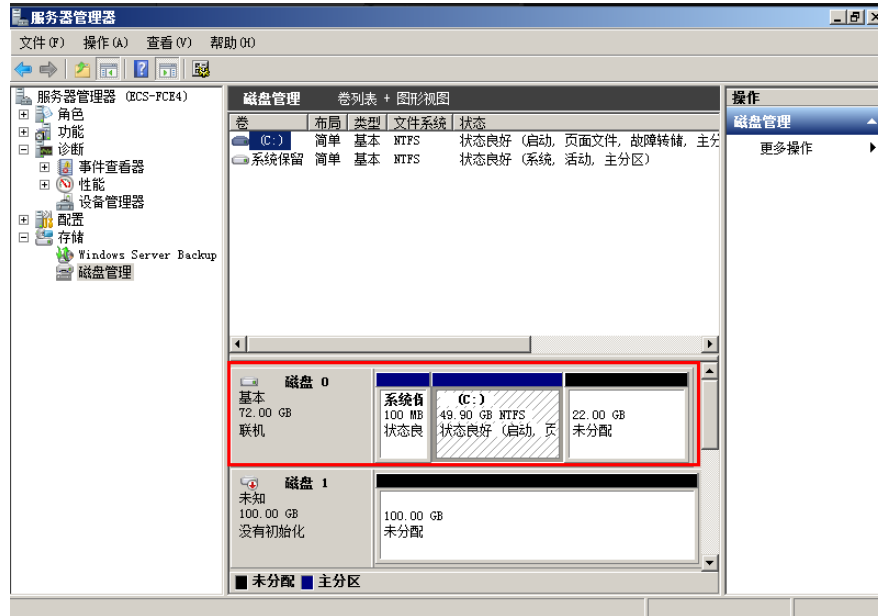 服务器管理器
文件(F) 操作(A) 查看(V) 帮助(H)
服务器管理器 (ECS-FCE4)
角色
功能
诊断
事件查看器
性能
设备管理器
配置
存储
Windows Server Backup
磁盘管理
磁盘管理 卷列表 + 图形视图
卷 布局 类型 文件系统 状态
(C:) 简单 基本 NTFS 状态良好 (启动, 页面文件, 故障转储, 主分
系统保留 简单 基本 NTFS 状态良好 (系统, 活动, 主分区)
磁盘 0
基本
72.00 GB
联机
系统保
100 MB
状态良
(C:)
49.90 GB NTFS
状态良好 (启动, 页
22.00 GB
未分配
磁盘 1
未知
100.00 GB
没有初始化
100.00 GB
未分配
未分配 主分区
操作
磁盘管理
更多操作